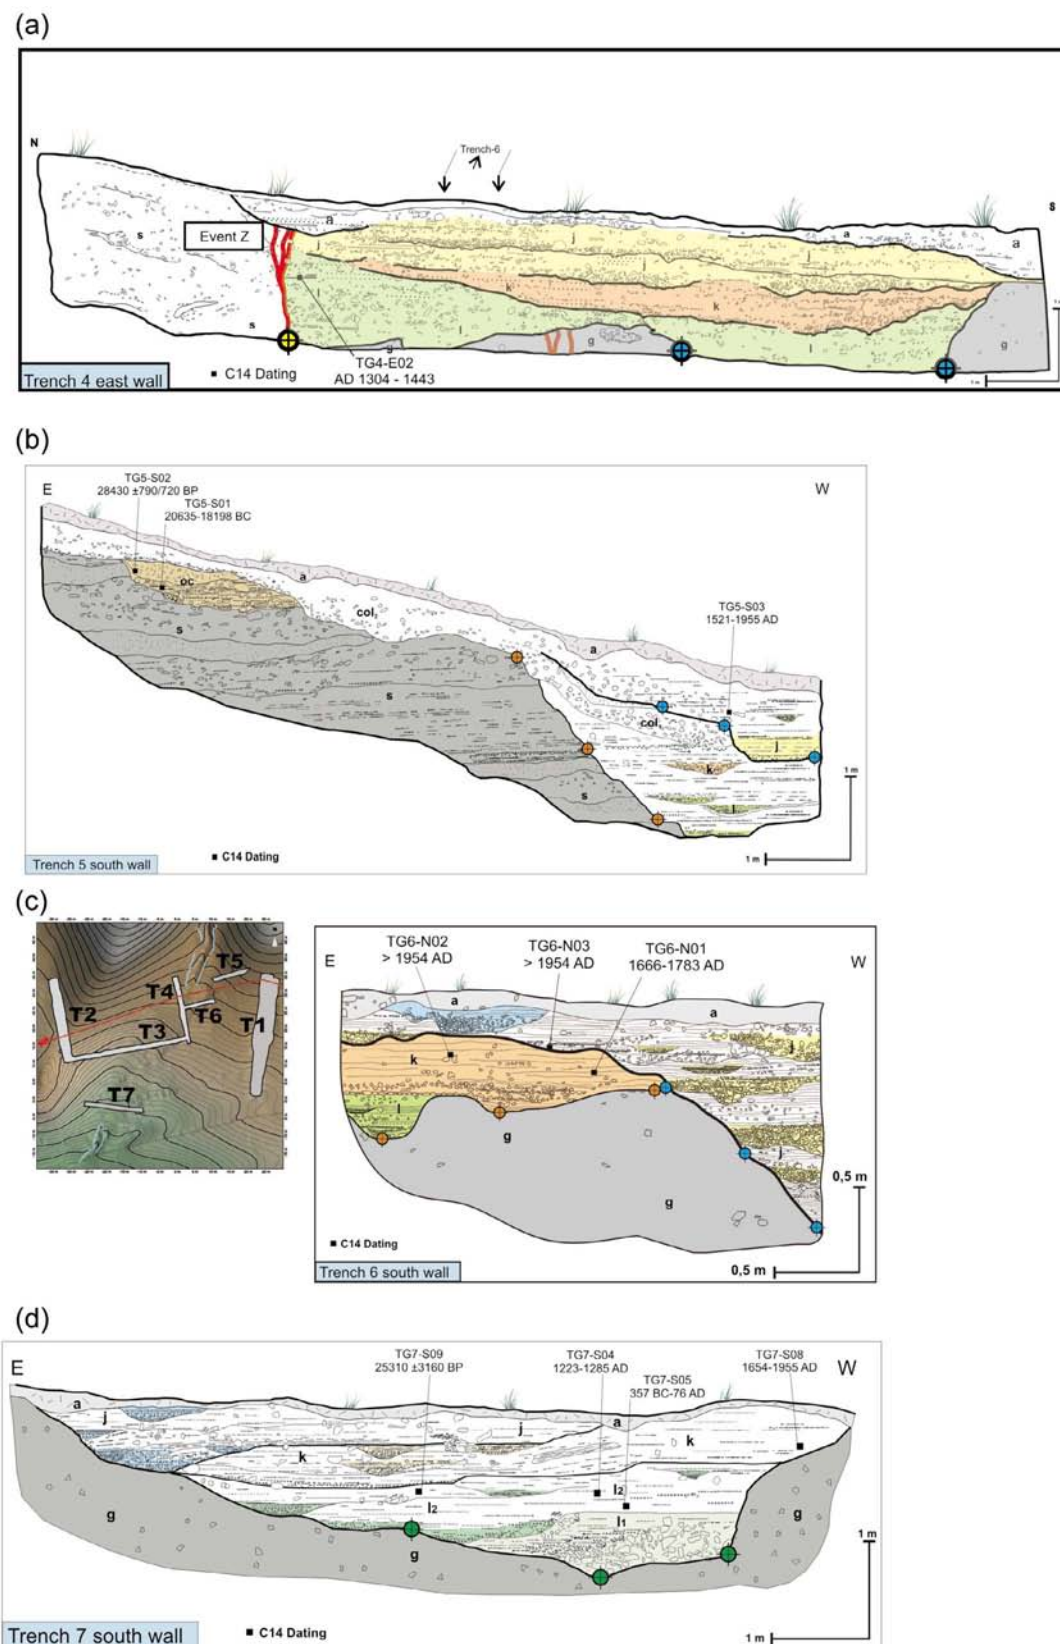 (a)
N
Trench-6
S
s
Event Z
a
j
a
a
j
j
j
k
k
s
l
g
g
l
g
TG4-E02
AD 1304 - 1443
C14 Dating
Trench 4 east wall
1 m
(b)
TG5-S02
28430 ±790/720 BP
TG5-S01
20635-18198 BC
E
W
oc
a
col,
s
TG5-S03
1521-1955 AD
a
s
col,
j
k
s
l
1 m
1 m
C14 Dating
Trench 5 south wall
(c)
T5
T4
T2
T6
T1
T3
T7
TG6-N02
> 1954 AD
TG6-N03
> 1954 AD
TG6-N01
1666-1783 AD
E
W
a
a
k
j
l
g
j
g
0,5 m
C14 Dating
0,5 m
Trench 6 south wall
(d)
E
TG7-S09
25310 ±3160 BP
TG7-S04
1223-1285 AD
TG7-S05
357 BC-76 AD
TG7-S08
1654-1955 AD
W
a
j
a
j
k
k
l2
l2
l1
g
g
g
1 m
C14 Dating
1 m
Trench 7 south wall